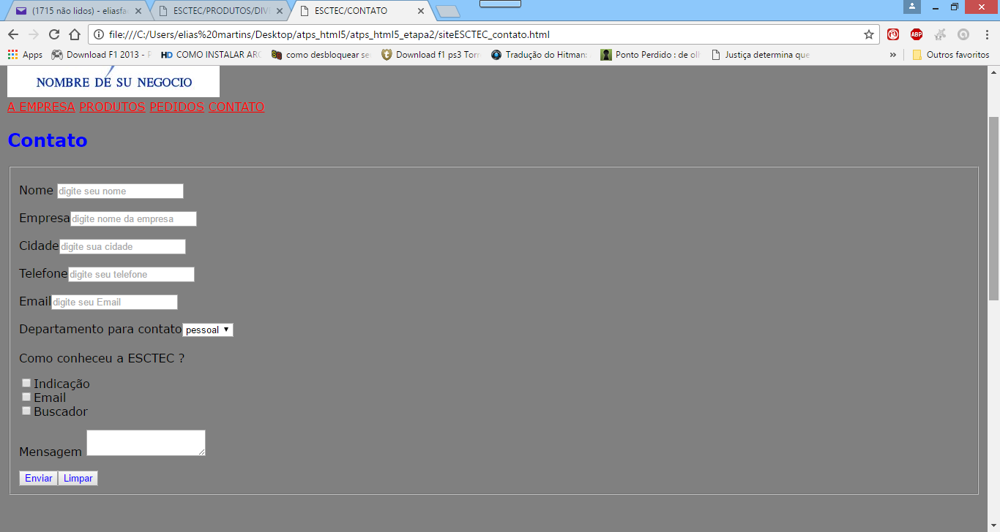 (1715 não lidos) - eliasfa
ESCTEC/PRODUTOS/DIV
ESCTEC/CONTATO
file:///C:/Users/elias%20martins/Desktop/atps_html5/atps_html5_etapa2/siteESCTEC_contato.html
ABP
Apps
Download F1 2013 - F
HD COMO INSTALAR ARC
como desbloquear se
Download f1 ps3 Torr
Tradução do Hitman:
Ponto Perdido : de oll
Justiça determina que
» Outros favoritos
NOMBRE DE SU NEGOCIO
A EMPRESA PRODUTOS PEDIDOS CONTATO
Contato
Nome digite seu nome
Empresa digite nome da empresa
Cidade digite sua cidade
Telefone digite seu telefone
Email digite seu Email
Departamento para contato pessoal
Como conheceu a ESCTEC ?
Indicação
Email
Buscador
Mensagem
Enviar Limpar